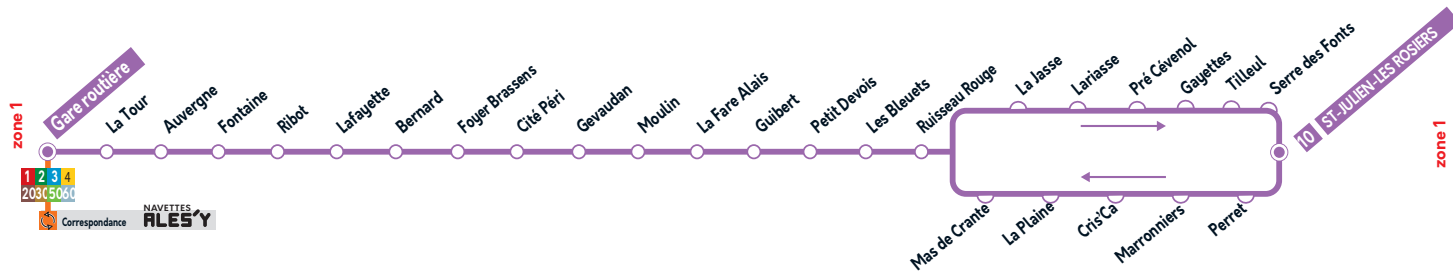 zone 1
Gare routière
La Tour
Auvergne
Fontaine
Ribot
Lafayette
Bernard
Foyer Brassens
Cité Péri
Gevaudan
Moulin
La Fare Alais
Guibert
Petit Devois
Les Bleuets
Ruisseau Rouge
La Jasse
Lariasse
Pré Cévenol
Gayettes
Tilleul
Serre des Fonts
10 ST-JULIEN-LES ROSIERS
zone 1
1 2 3 4
20 30 50 60
Correspondance
NAVETTES
ALES'Y
Mas de Crante
La Plaine
Cris'Ca
Marronniers
Perret